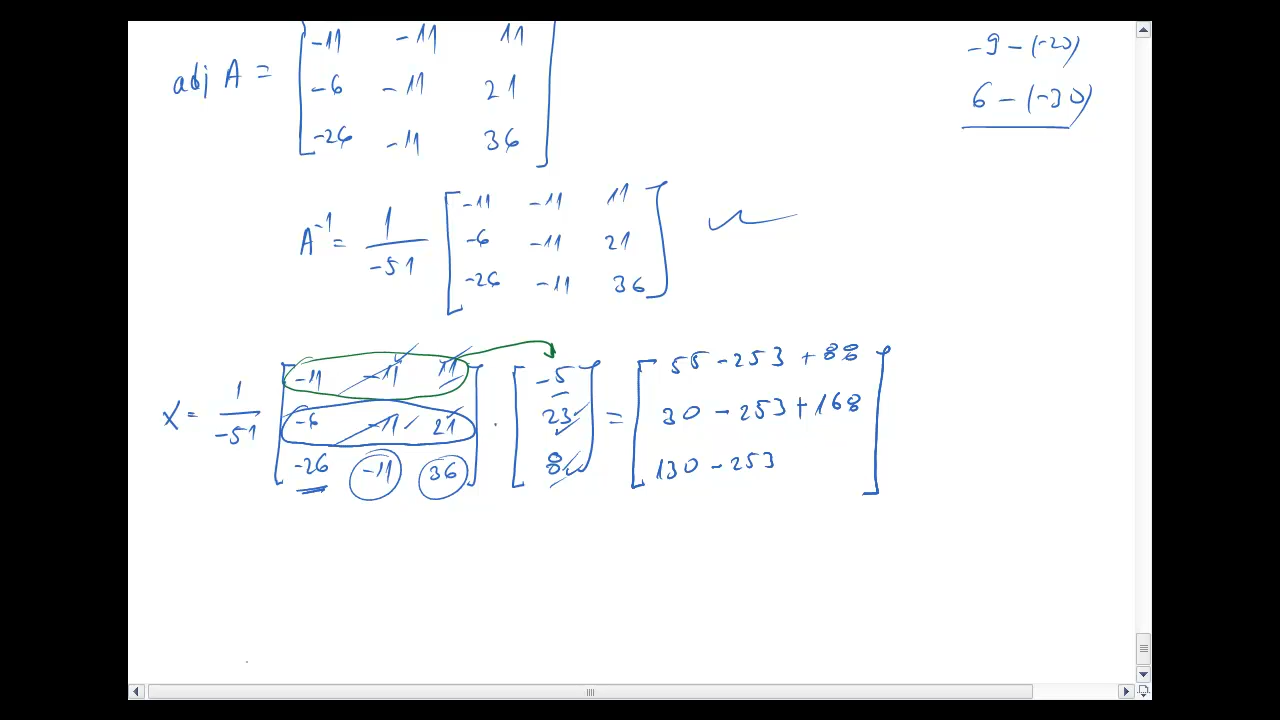 -11 -11 11
adj A = -6 -11 21
-26 -11 36
-9 - (-20)
6 - (-30)
-11 -11 11
A⁻¹ = 1/-51 -6 -11 21
-26 -11 36
-11 -11 11 -5 55 - 253 + 88
X = 1/-51 -6 -11 21 · 23 = 30 - 253 + 168
-26 -11 36 8 130 - 253